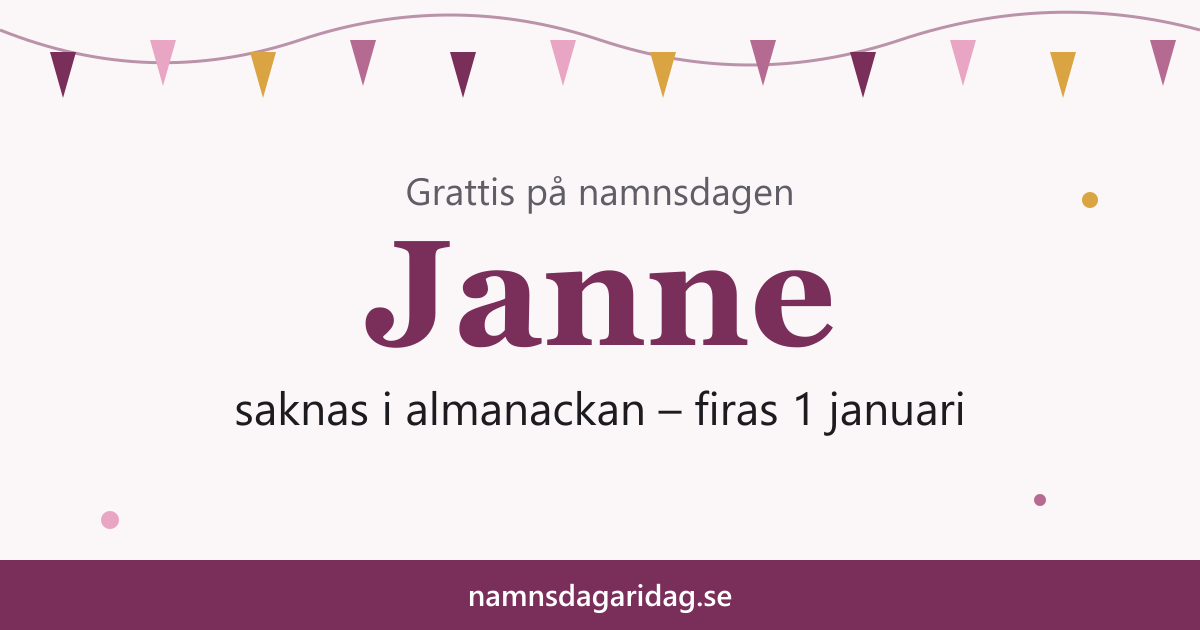 Grattis på namnsdagen
Janne
saknas i almanackan – firas 1 januari
namnsdagaridag.se